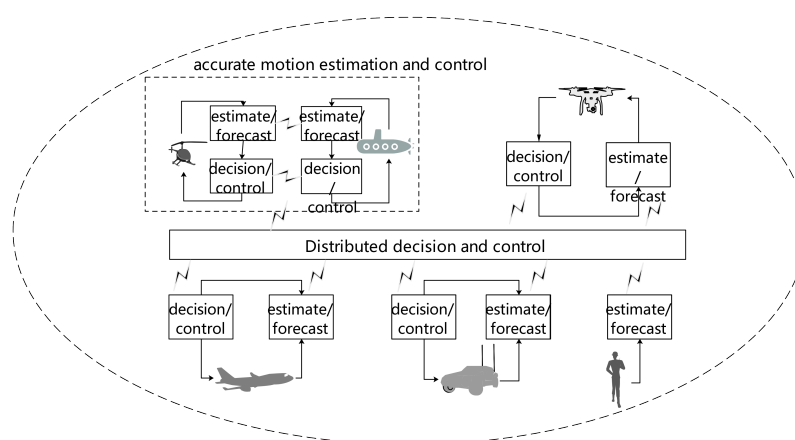 accurate motion estimation and control
estimate/
forecast
estimate/
forecast
decision/
control
decision
/
control
decision/
control
estimate
/
forecast
Distributed decision and control
decision/
control
estimate/
forecast
decision/
control
estimate/
forecast
estimate/
forecast